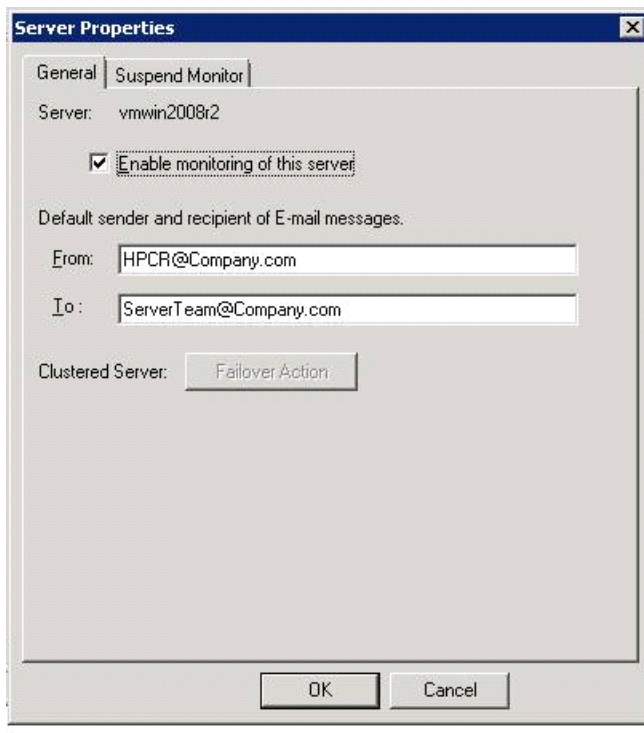 Server Properties
General
Suspend Monitor
Server: vmwin2008r2
Enable monitoring of this server
Default sender and recipient of E-mail messages.
From: HPCR@Company.com
To : ServerTeam@Company.com
Clustered Server: Failover Action
OK
Cancel